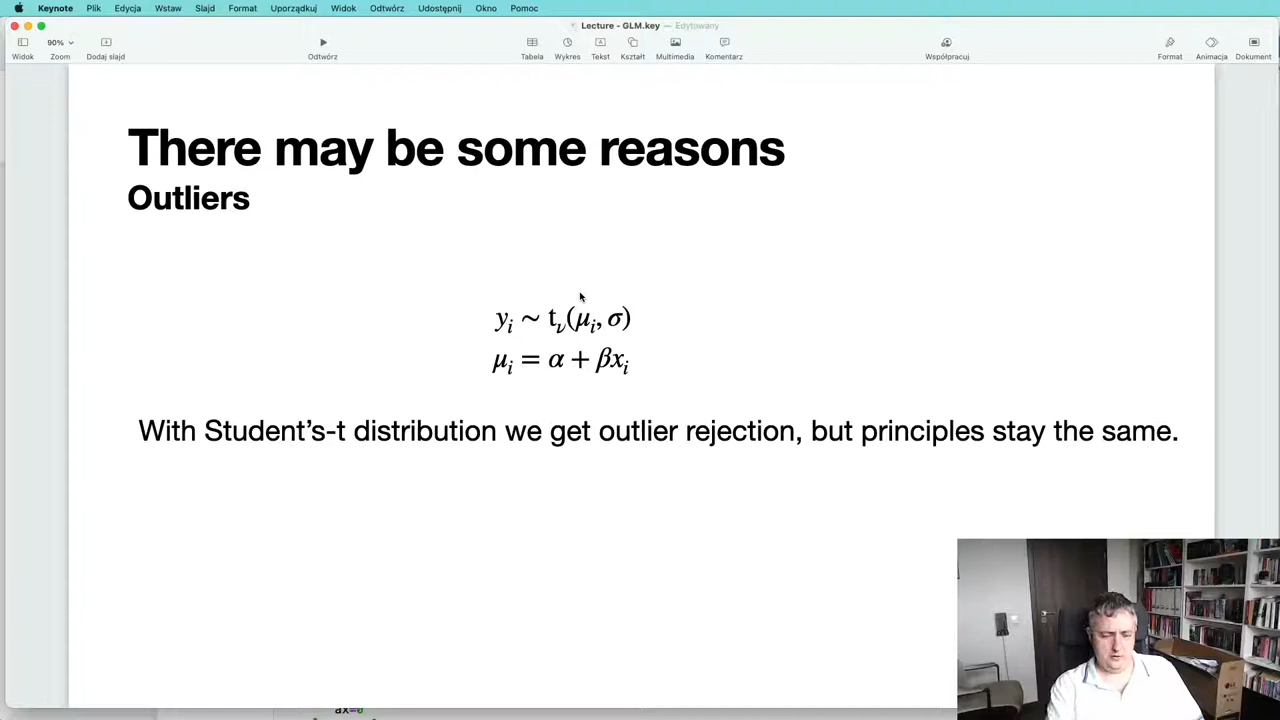 Keynote Plik Edycja Wstaw Slajd Format Uporządkuj Widok Odtwórz Udostępnij Okno Pomoc
Lecture - GLM.key — Edytowany
90%
Widok Zoom Dodaj slajd Odtwórz Tabela Wykres Tekst Kształt Multimedia Komentarz Współpracuj Format Animacja Dokument
There may be some reasons
Outliers
yᵢ ∼ tᵥ(μᵢ, σ)
μᵢ = α + βxᵢ
With Student’s-t distribution we get outlier rejection, but principles stay the same.
ax=0